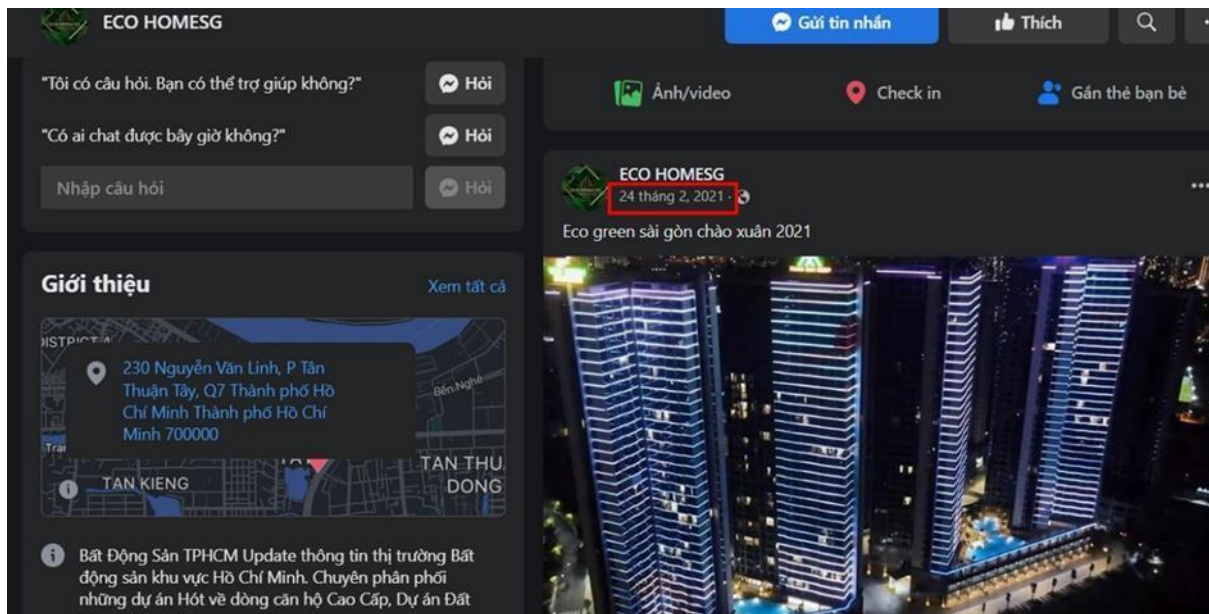 ECO HOMESG
Gửi tin nhắn
Thích
"Tôi có câu hỏi. Bạn có thể trợ giúp không?"
Hỏi
"Có ai chat được bây giờ không?"
Hỏi
Nhập câu hỏi
Hỏi
Giới thiệu
Xem tất cả
230 Nguyễn Văn Linh, P Tân
Thuận Tây, Q7 Thành phố Hồ
Chí Minh Thành phố Hồ Chí
Minh 700000
Bến Nghé
TAN KIENG
TAN THU
DONG
Bất Động Sản TPHCM Update thông tin thị trường Bất
động sản khu vực Hồ Chí Minh. Chuyên phân phối
những dự án Hót về dòng căn hộ Cao Cấp, Dự án Đất
Ảnh/video
Check in
Gắn thẻ bạn bè
ECO HOMESG
24 tháng 2, 2021
Eco green sài gòn chào xuân 2021